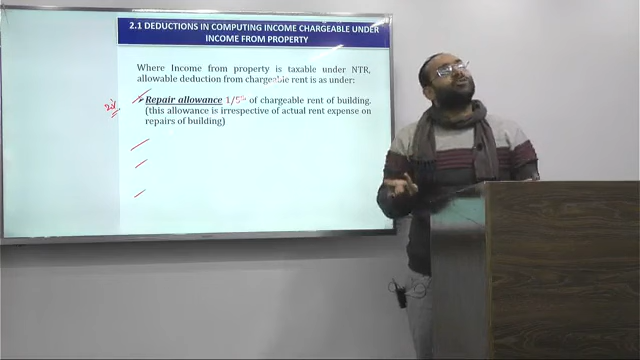 2.1 DEDUCTIONS IN COMPUTING INCOME CHARGEABLE UNDER
INCOME FROM PROPERTY
Where Income from property is taxable under NTR,
allowable deduction from chargeable rent is as under:
Repair allowance 1/5th of chargeable rent of building.
(this allowance is irrespective of actual rent expense on
repairs of building)